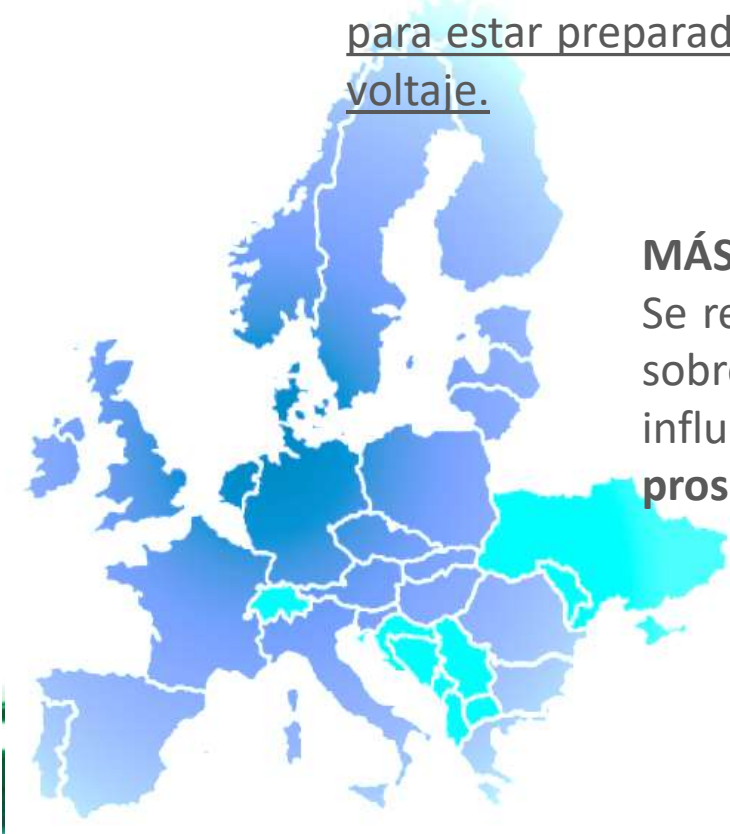 para estar preparad
voltaje.
MÁS
Se re
sobre
influ
pros